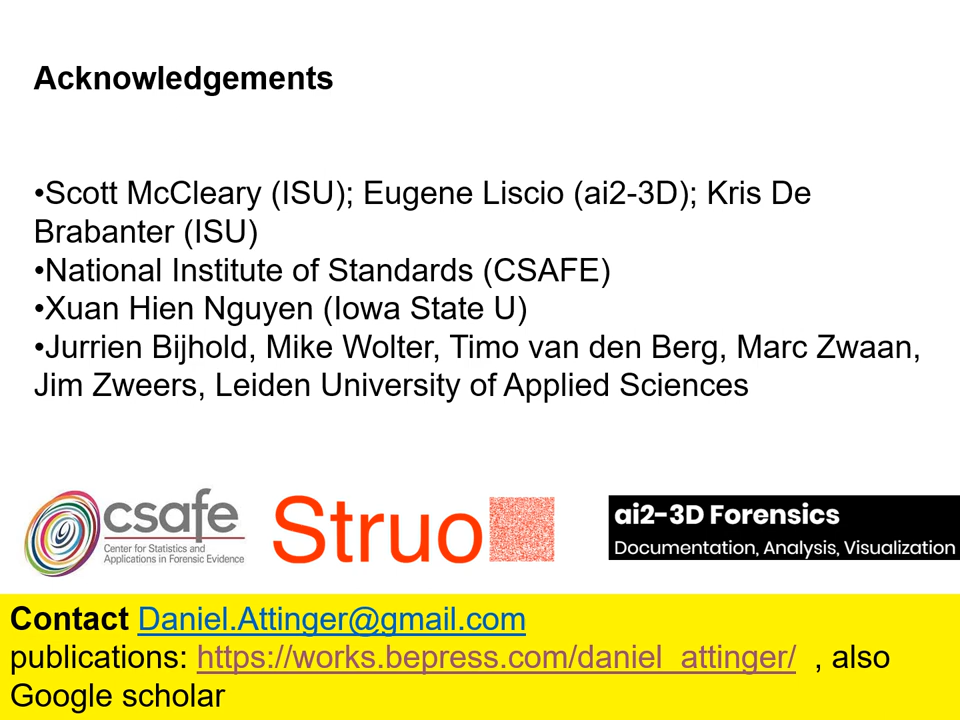 Acknowledgements
•Scott McCleary (ISU); Eugene Liscio (ai2-3D); Kris De
Brabanter (ISU)
•National Institute of Standards (CSAFE)
•Xuan Hien Nguyen (Iowa State U)
•Jurrien Bijhold, Mike Wolter, Timo van den Berg, Marc Zwaan,
Jim Zweers, Leiden University of Applied Sciences
csafe
Center for Statistics and
Applications in Forensic Evidence
Struo
ai2-3D Forensics
Documentation, Analysis, Visualization
Contact Daniel.Attinger@gmail.com
publications: https://works.bepress.com/daniel_attinger/ , also
Google scholar